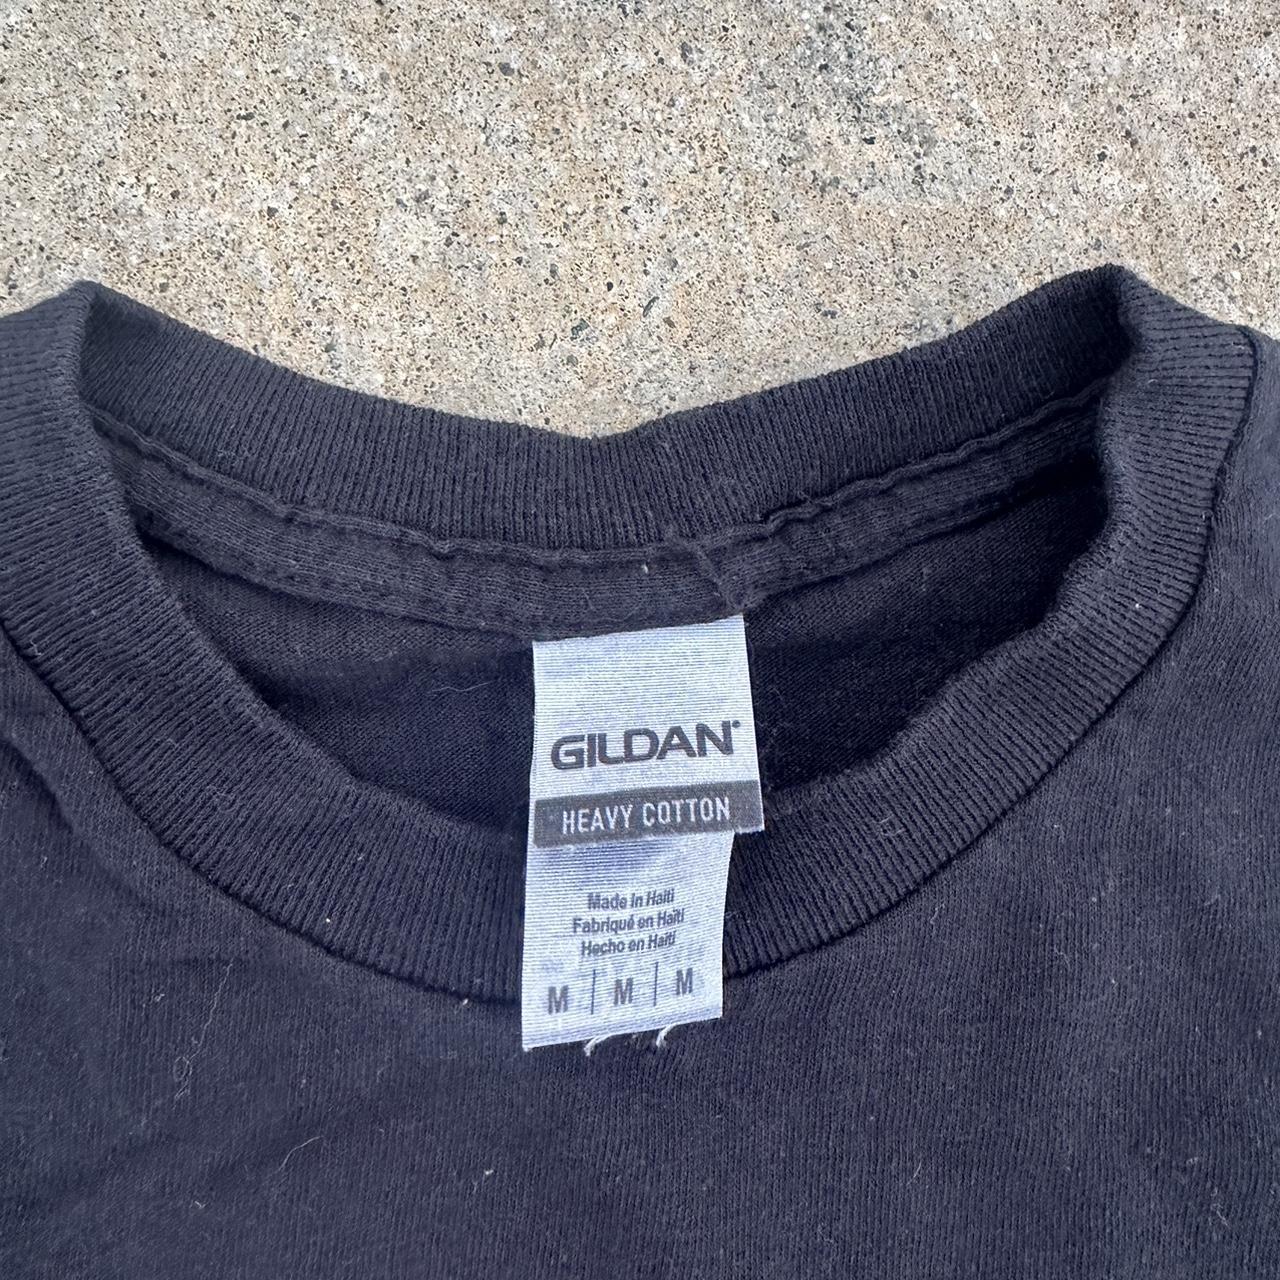 GILDAN®
HEAVY COTTON
Made in Haiti
Fabriqué en Haïti
Hecho en Haití
M | M | M